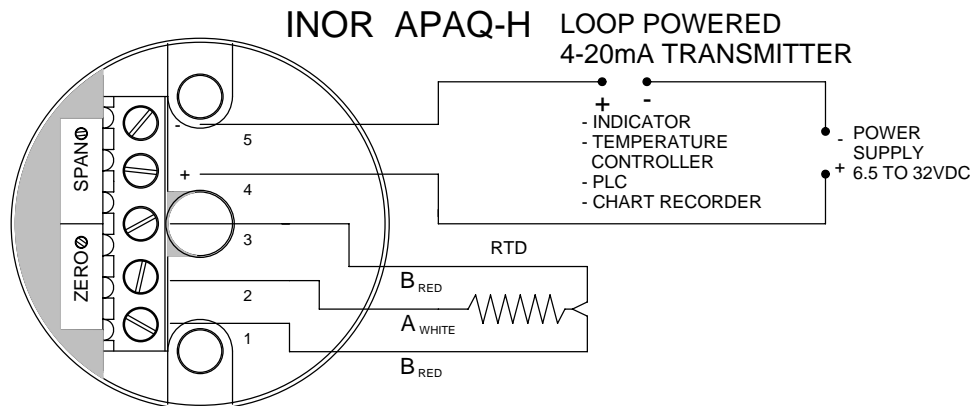 INOR APAQ-H
LOOP POWERED
4-20mA TRANSMITTER
+ -
- INDICATOR
- TEMPERATURE
CONTROLLER
- PLC
- CHART RECORDER
- POWER
SUPPLY
+ 6.5 TO 32VDC
SPAN
ZERO
-
5
+
4
3
2
1
RTD
B RED
A WHITE
B RED